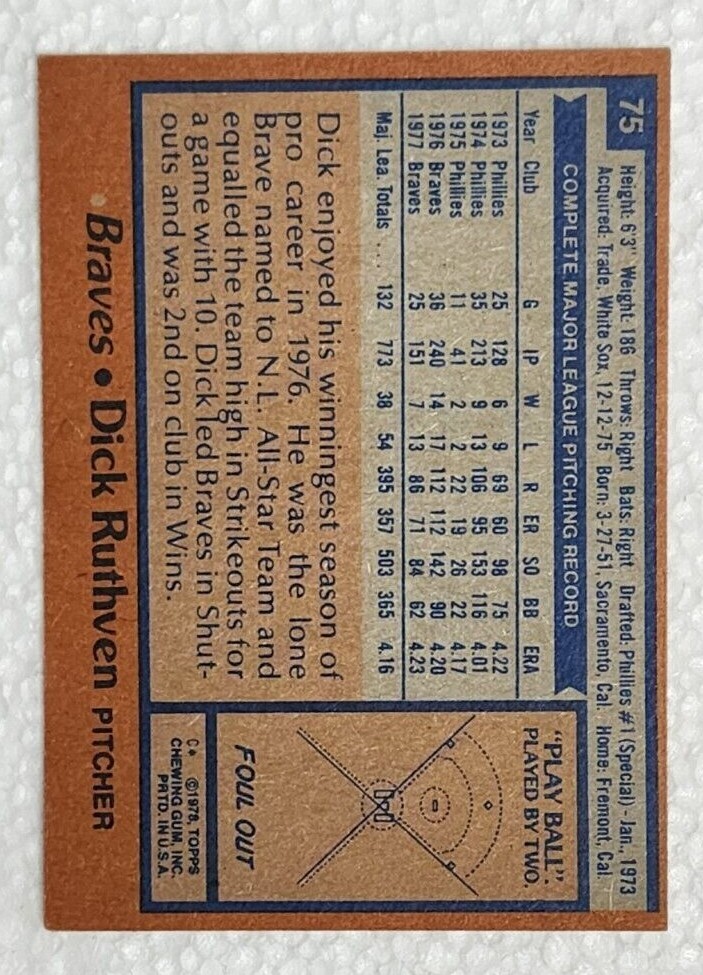 75
Height: 6'3" Weight: 186 Throws: Right Bats: Right Drafted: Phillies #1 (Special) - Jan., 1973
Acquired: Trade, White Sox, 12-12-75 Born: 3-27-51, Sacramento, Cal. Home: Fremont, Cal.
COMPLETE MAJOR LEAGUE PITCHING RECORD
Year Club G IP W L R ER SO BB ERA
1973 Phillies 25 128 6 9 69 60 98 75 4.22
1974 Phillies 35 213 9 13 106 95 153 116 4.01
1975 Phillies 11 41 2 2 22 19 26 22 4.17
1976 Braves 36 240 14 17 112 112 142 90 4.20
1977 Braves 25 151 7 13 86 71 84 62 4.23
Maj. Lea. Totals .... 132 773 38 54 395 357 503 365 4.16
Dick enjoyed his winningest season of
pro career in 1976. He was the lone
Brave named to N.L. All-Star Team and
equalled the team high in Strikeouts for
a game with 10. Dick led Braves in Shut-
outs and was 2nd on club in Wins.
"PLAY BALL".
PLAYED BY TWO.
FOUL OUT
C* ©1978, TOPPS
CHEWING GUM, INC.
PRTD. IN U.S.A.
Braves • Dick Ruthven PITCHER